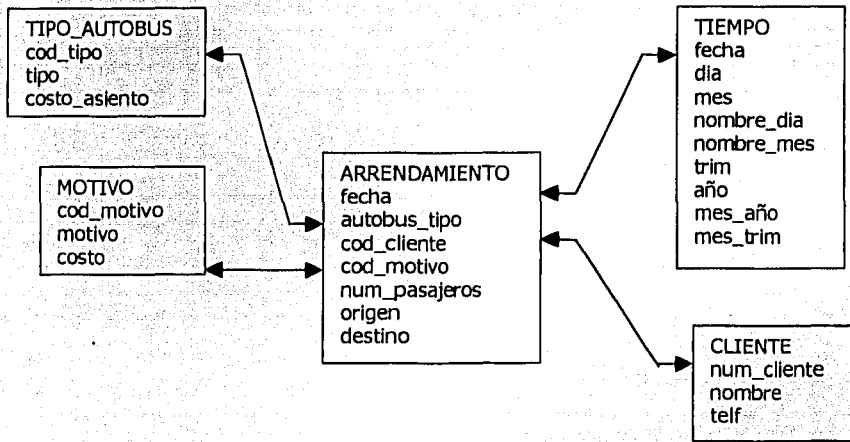 TIPO_AUTOBUS
cod_tipo
tipo
costo_asiento
MOTIVO
cod_motivo
motivo
costo
ARRENDAMIENTO
fecha
autobus_tipo
cod_cliente
cod_motivo
num_pasajeros
origen
destino
TIEMPO
fecha
dia
mes
nombre_dia
nombre_mes
trim
año
mes_año
mes_trim
CLIENTE
num_cliente
nombre
telf